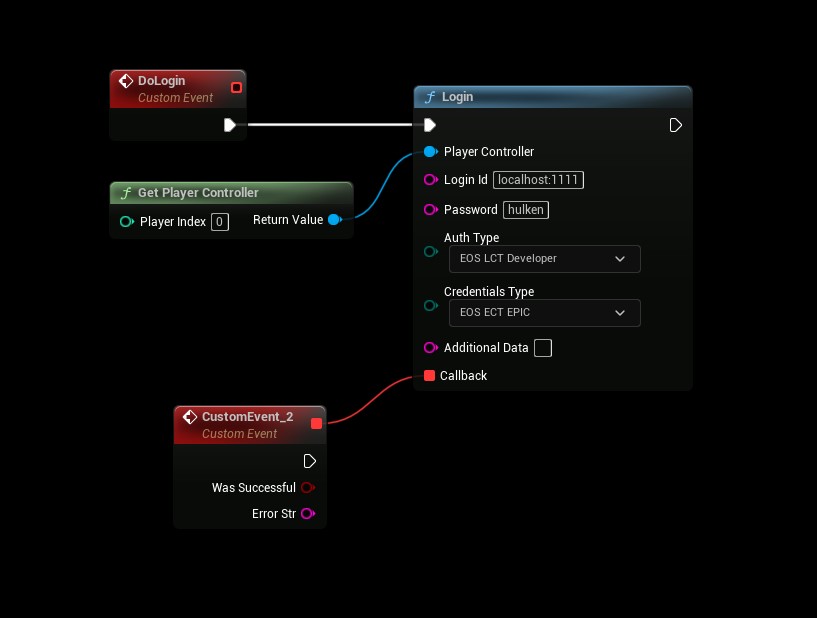 DoLogin
Custom Event
Login
Player Controller
Get Player Controller
Login Id localhost:1111
Player Index 0 Return Value
Password hulken
Auth Type
EOS LCT Developer
Credentials Type
EOS ECT EPIC
Additional Data
Callback
CustomEvent_2
Custom Event
Was Successful
Error Str